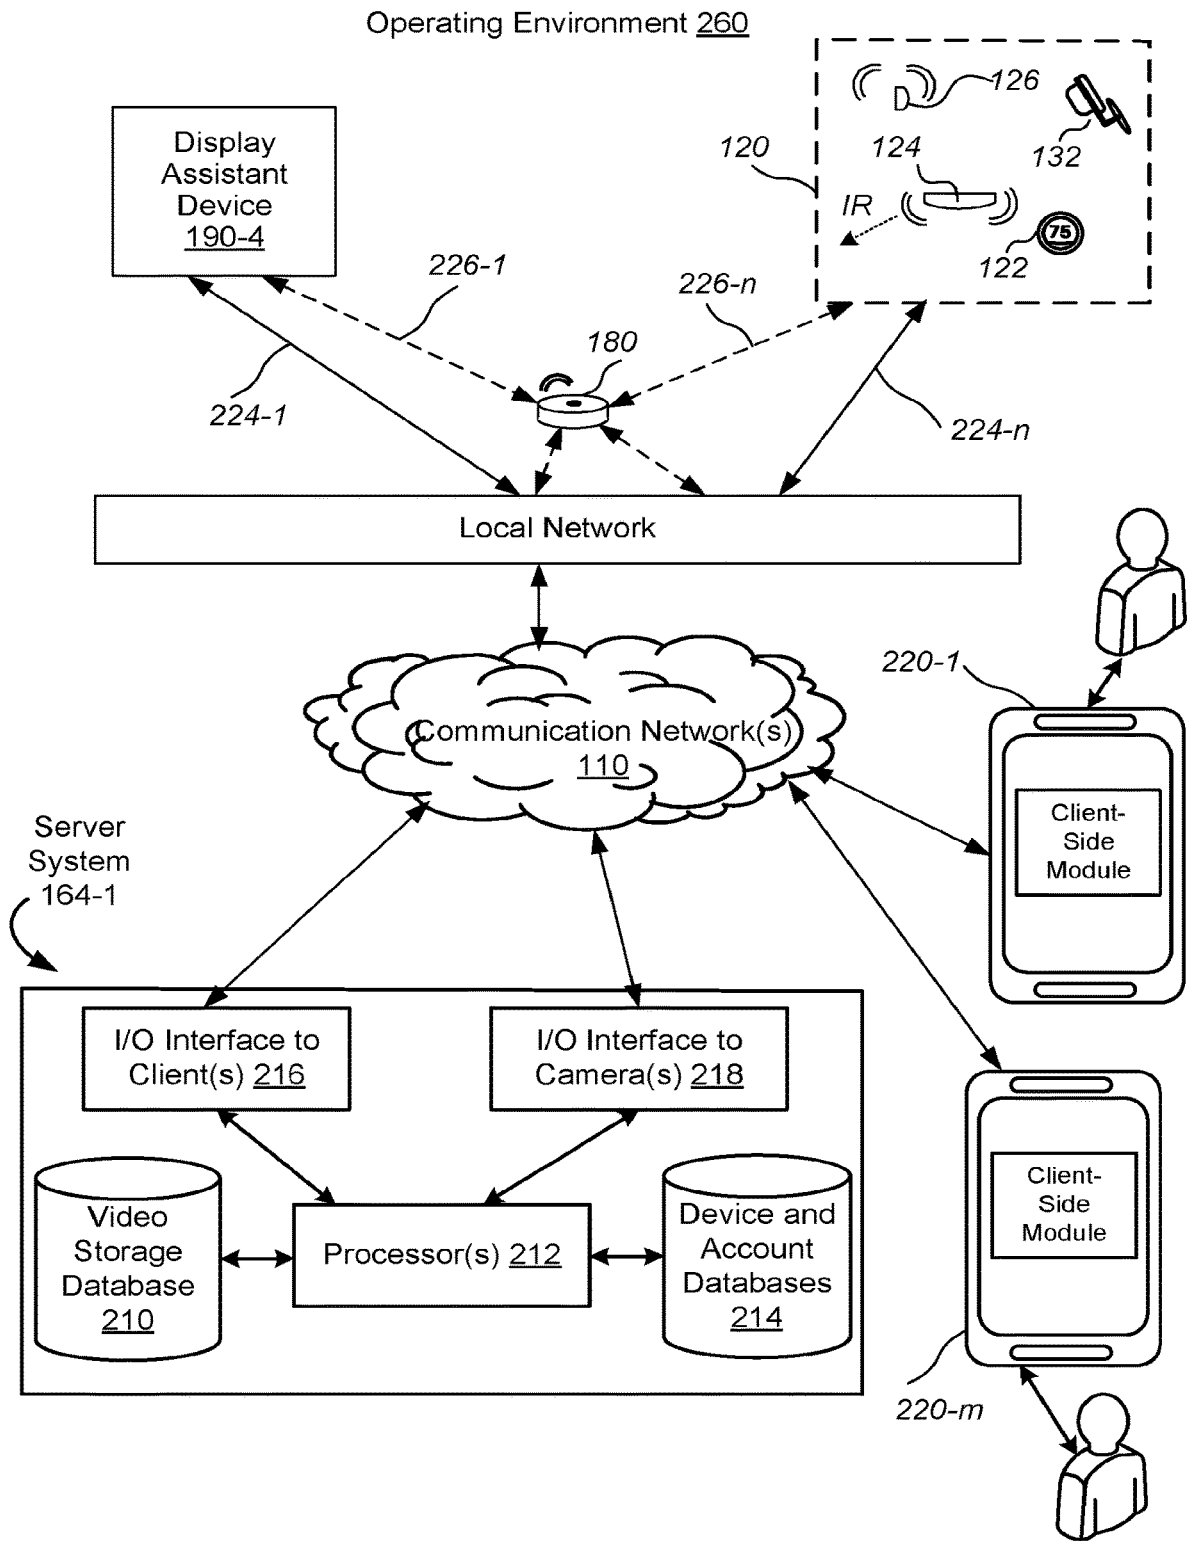 Operating Environment 260
Display
Assistant
Device
190-4
126
132
120
124
IR
75
122
226-1
226-n
180
224-1
224-n
Local Network
220-1
Communication Network(s)
110
Client-
Side
Module
Server
System
164-1
I/O Interface to
Client(s) 216
I/O Interface to
Camera(s) 218
Video
Storage
Database
210
Processor(s) 212
Device and
Account
Databases
214
Client-
Side
Module
220-m